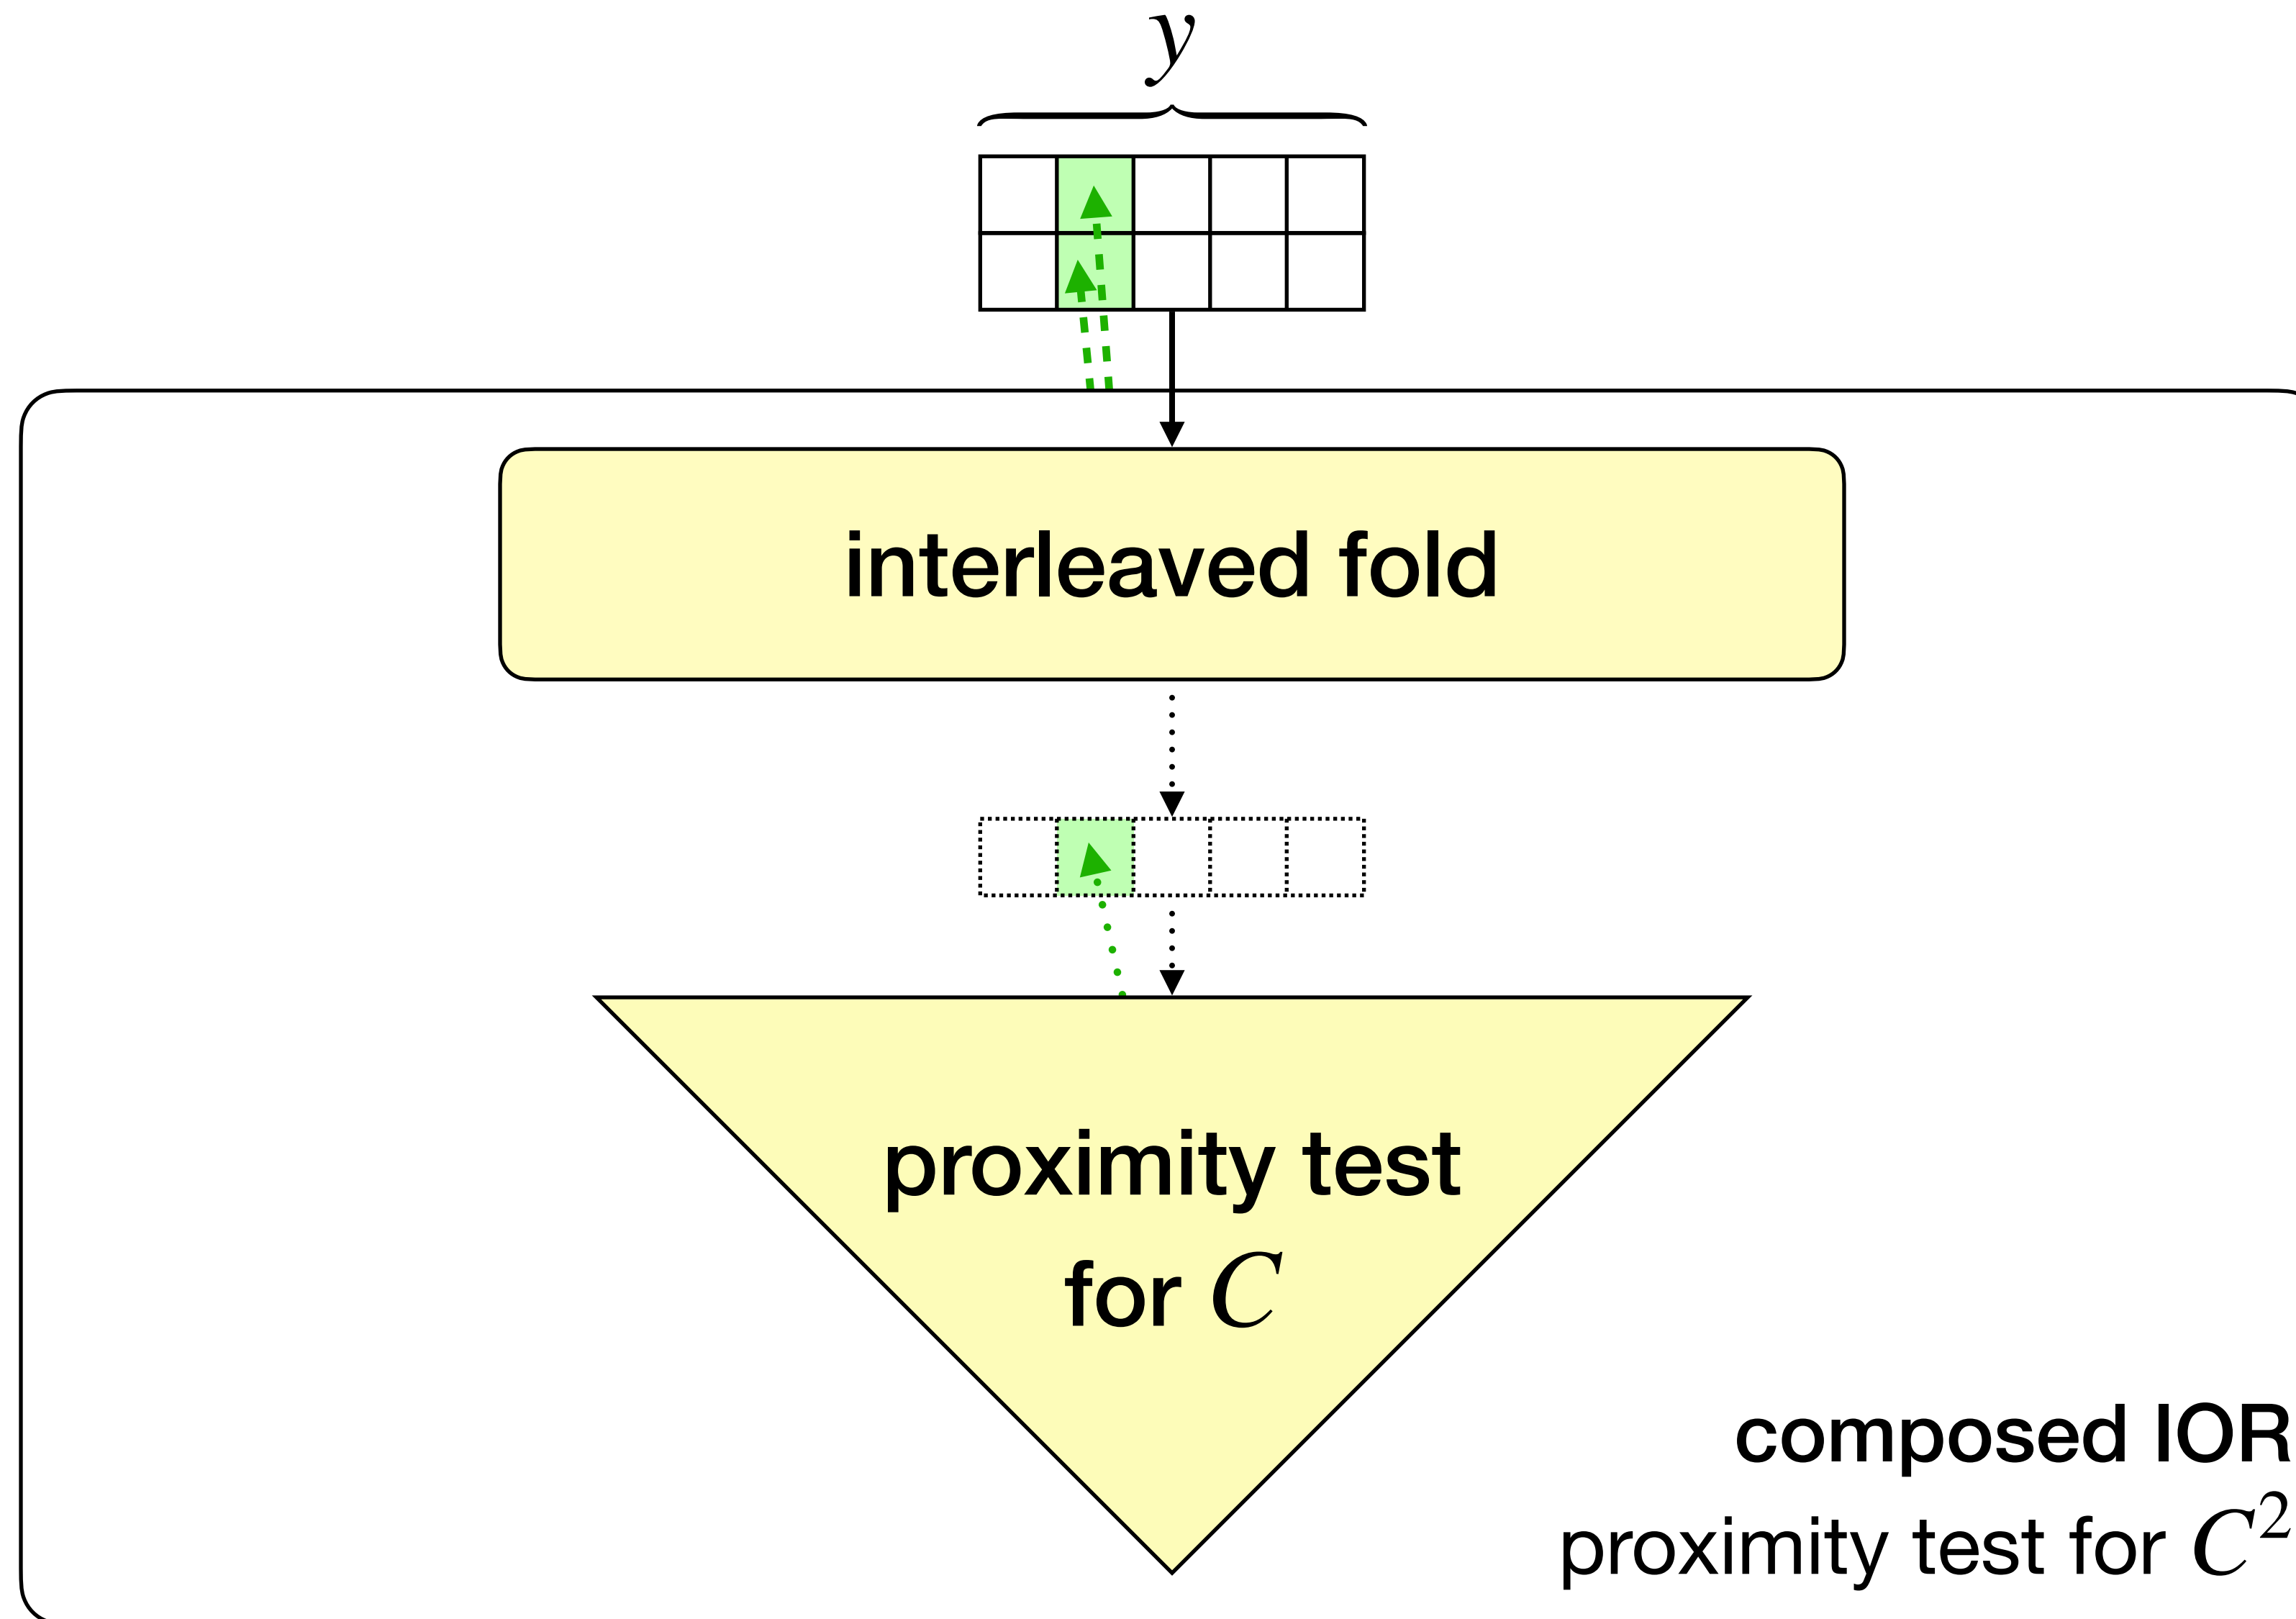 y
interleaved fold
proximity test
for C
composed IOR
proximity test for C²